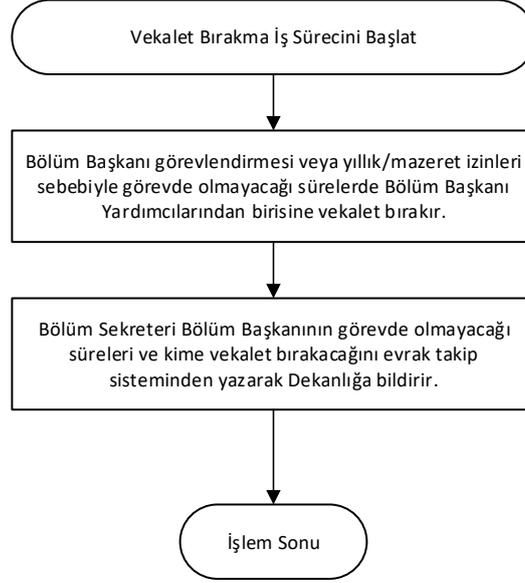 Vekalet Bırakma İş Sürecini Başlat
Bölüm Başkanı görevlendirmesi veya yıllık/mazeret izinleri
sebebiyle görevde olmayacağı sürelerde Bölüm Başkanı
Yardımcılarından birisine vekalet bırakır.
Bölüm Sekreteri Bölüm Başkanının görevde olmayacağı
süreleri ve kime vekalet bırakacağını evrak takip
sisteminden yazarak Dekanlığa bildirir.
İşlem Sonu